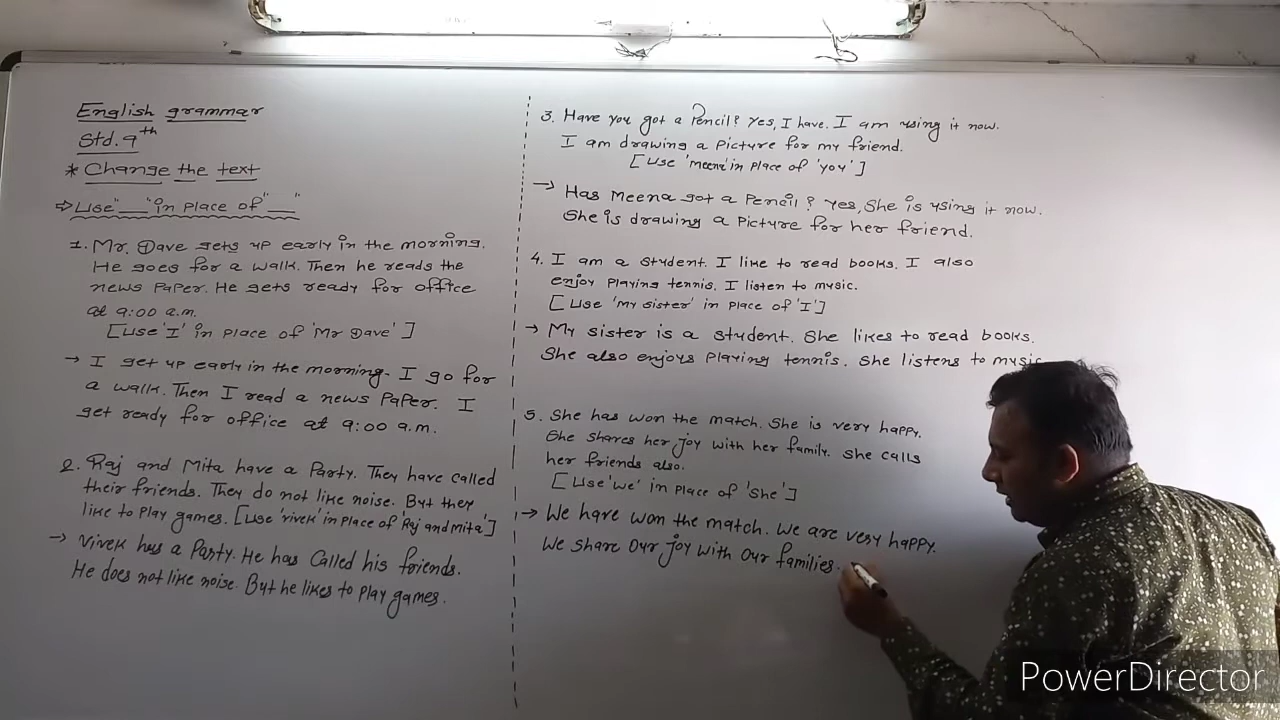 English grammar
Std. 9th
* Change the text
⇒ Use "___" in place of "___"
1. Mr. Dave gets up early in the morning.
He goes for a walk. Then he reads the
news paper. He gets ready for office
at 9:00 a.m.
[Use 'I' in place of 'Mr Dave']
→ I get up early in the morning. I go for
a walk. Then I read a news paper. I
get ready for office at 9:00 a.m.
2. Raj and Mita have a party. They have called
their friends. They do not like noise. But they
like to play games. [Use 'vivek' in place of 'Raj and Mita']
→ Vivek has a party. He has called his friends.
He does not like noise. But he likes to play games.
3. Have you got a pencil? Yes, I have. I am using it now.
I am drawing a picture for my friend.
[Use 'meena' in place of 'you']
→ Has Meena got a pencil? Yes, she is using it now.
She is drawing a picture for her friend.
4. I am a student. I like to read books. I also
enjoy playing tennis. I listen to music.
[Use 'My sister' in place of 'I']
→ My sister is a student. She likes to read books.
She also enjoys playing tennis. She listens to music
5. She has won the match. She is very happy.
She shares her joy with her family. She calls
her friends also.
[Use 'we' in place of 'she']
→ We have won the match. We are very happy.
We share our joy with our families.
PowerDirector